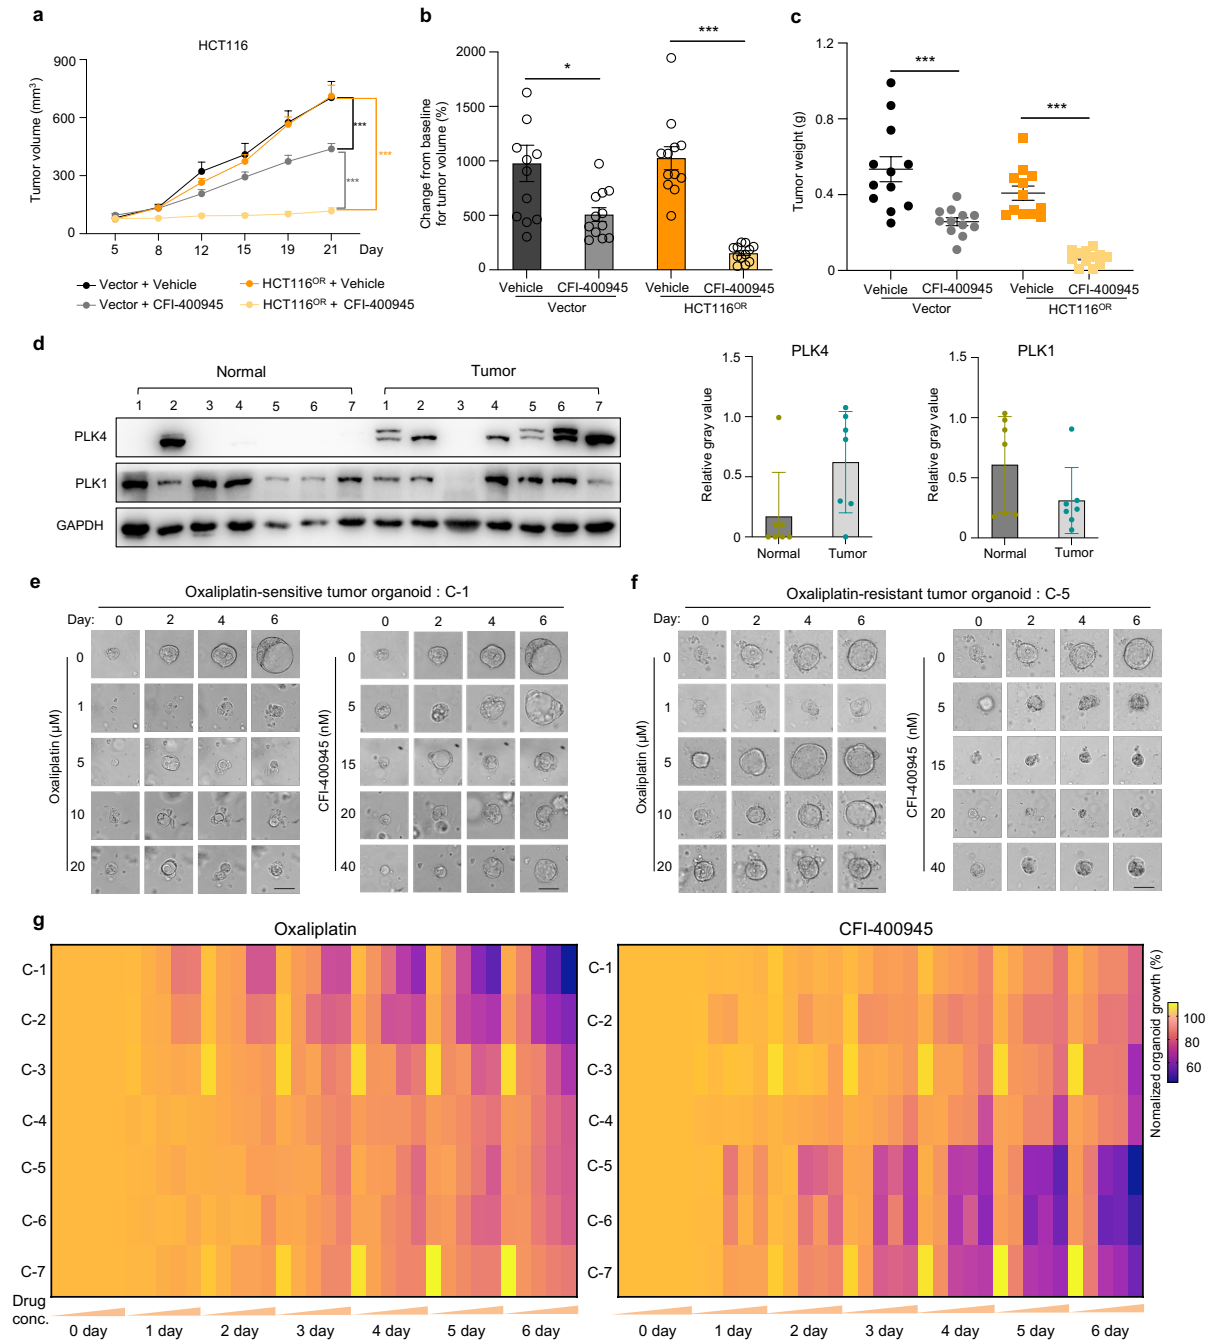 a
HCT116
Tumor volume (mm³)
900
600
300
0
5 8 12 15 19 21 Day
***
***
***
Vector + Vehicle
HCT116ᴼᴿ + Vehicle
Vector + CFI-400945
HCT116ᴼᴿ + CFI-400945
b
Change from baseline
for tumor volume (%)
2000
1500
1000
500
0
*
***
Vehicle CFI-400945 Vehicle CFI-400945
Vector HCT116ᴼᴿ
c
Tumor weight (g)
1.2
0.8
0.4
0
***
***
Vehicle CFI-400945 Vehicle CFI-400945
Vector HCT116ᴼᴿ
d
Normal Tumor
1 2 3 4 5 6 7 1 2 3 4 5 6 7
PLK4
PLK1
GAPDH
PLK4
Relative gray value
1.5
1.0
0.5
0
Normal Tumor
PLK1
Relative gray value
1.5
1.0
0.5
0
Normal Tumor
e
Oxaliplatin-sensitive tumor organoid : C-1
Day: 0 2 4 6 0 2 4 6
Oxaliplatin (μM)
0
1
5
10
20
CFI-400945 (nM)
0
5
15
20
40
f
Oxaliplatin-resistant tumor organoid : C-5
Day: 0 2 4 6 0 2 4 6
Oxaliplatin (μM)
0
1
5
10
20
CFI-400945 (nM)
0
5
15
20
40
g
Oxaliplatin
C-1
C-2
C-3
C-4
C-5
C-6
C-7
Drug
conc.
0 day 1 day 2 day 3 day 4 day 5 day 6 day
CFI-400945
C-1
C-2
C-3
C-4
C-5
C-6
C-7
0 day 1 day 2 day 3 day 4 day 5 day 6 day
Nomalized organoid growth (%)
100
80
60